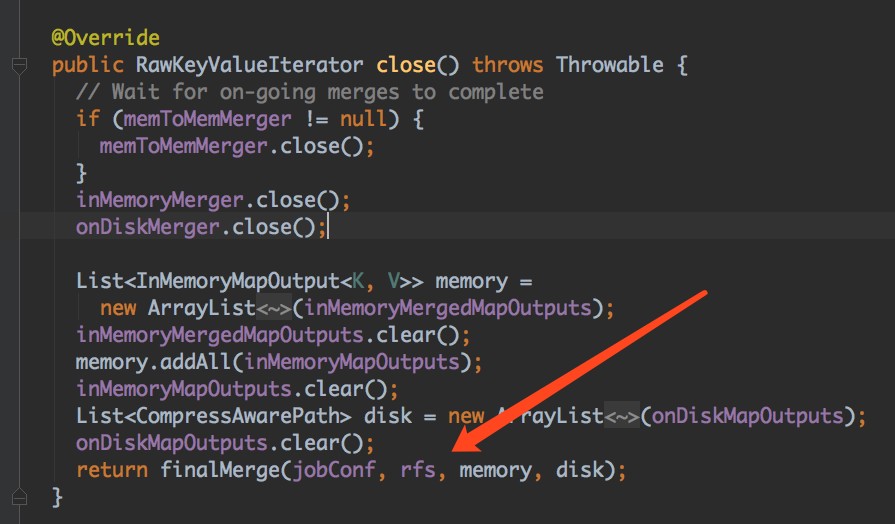 @Override
public RawKeyValueIterator close() throws Throwable {
// Wait for on-going merges to complete
if (memToMemMerger != null) {
memToMemMerger.close();
}
inMemoryMerger.close();
onDiskMerger.close();
List<InMemoryMapOutput<K, V>> memory =
new ArrayList<~>(inMemoryMergedMapOutputs);
inMemoryMergedMapOutputs.clear();
memory.addAll(inMemoryMapOutputs);
inMemoryMapOutputs.clear();
List<CompressAwarePath> disk = new ArrayList<~>(onDiskMapOutputs);
onDiskMapOutputs.clear();
return finalMerge(jobConf, rfs, memory, disk);
}